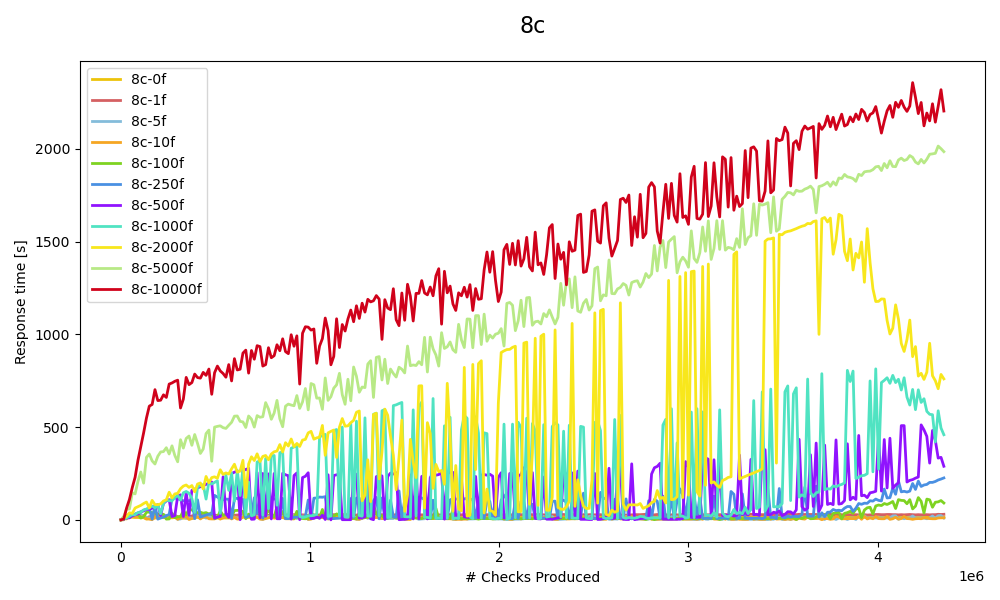 8c
8c-0f
8c-1f
8c-5f
8c-10f
8c-100f
8c-250f
8c-500f
8c-1000f
8c-2000f
8c-5000f
8c-10000f
Response time [s]
2000
1500
1000
500
0
0 1 2 3 4
1e6
# Checks Produced